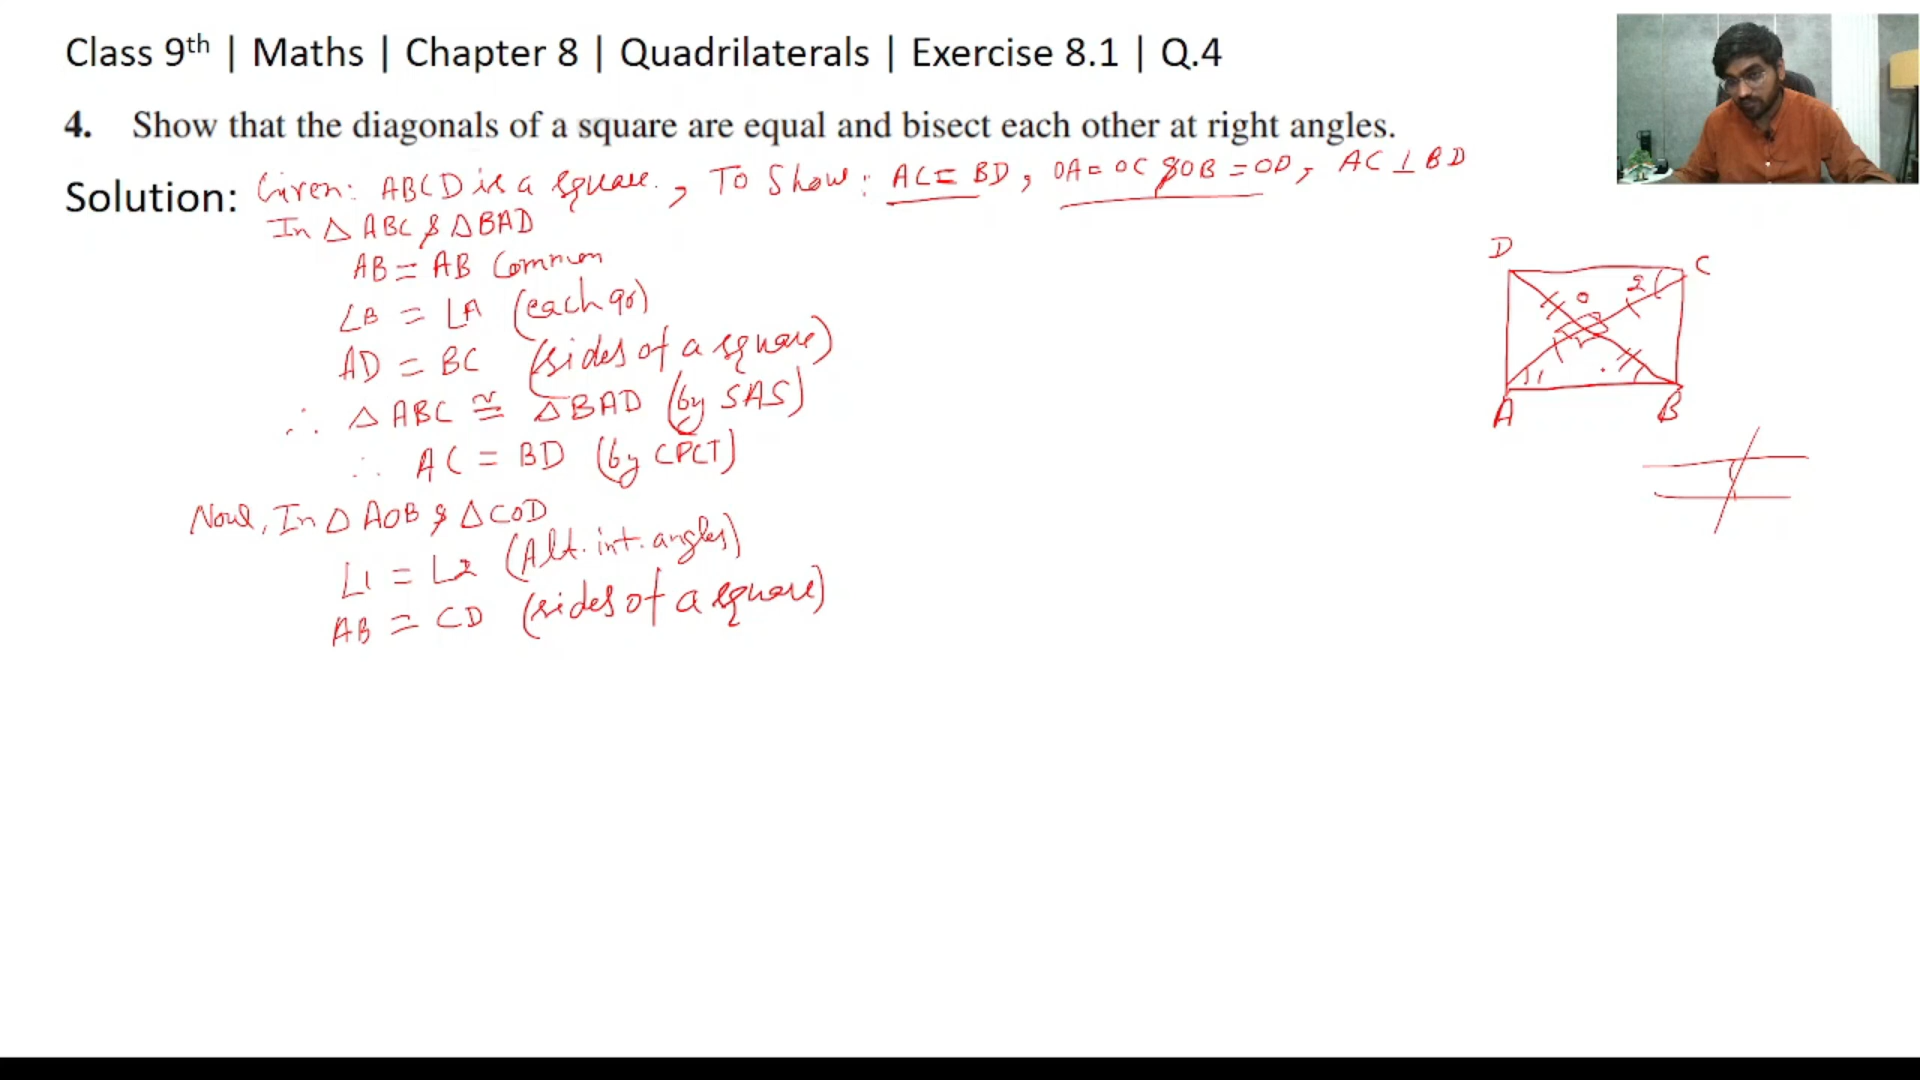 Class 9th | Maths | Chapter 8 | Quadrilaterals | Exercise 8.1 | Q.4
4. Show that the diagonals of a square are equal and bisect each other at right angles.
Solution: Given: ABCD is a square. , To Show: AC = BD, OA = OC & OB = OD, AC ⊥ BD
In △ ABC & △BAD
AB = AB Common
∠B = ∠A (each 90)
AD = BC (sides of a square)
∴ △ ABC ≅ △BAD (by SAS)
∴ AC = BD (by CPCT)
Now, In △ AOB & △COD
∠1 = ∠2 (Alt. int. angles)
AB = CD (sides of a square)
D
C
2
O
1
A
B